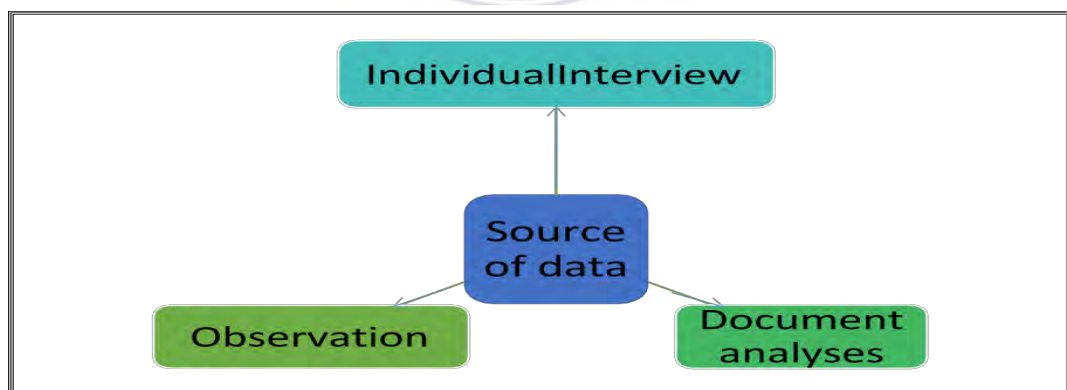 IndividualInterview
Source
of data
Observation
Document
analyses